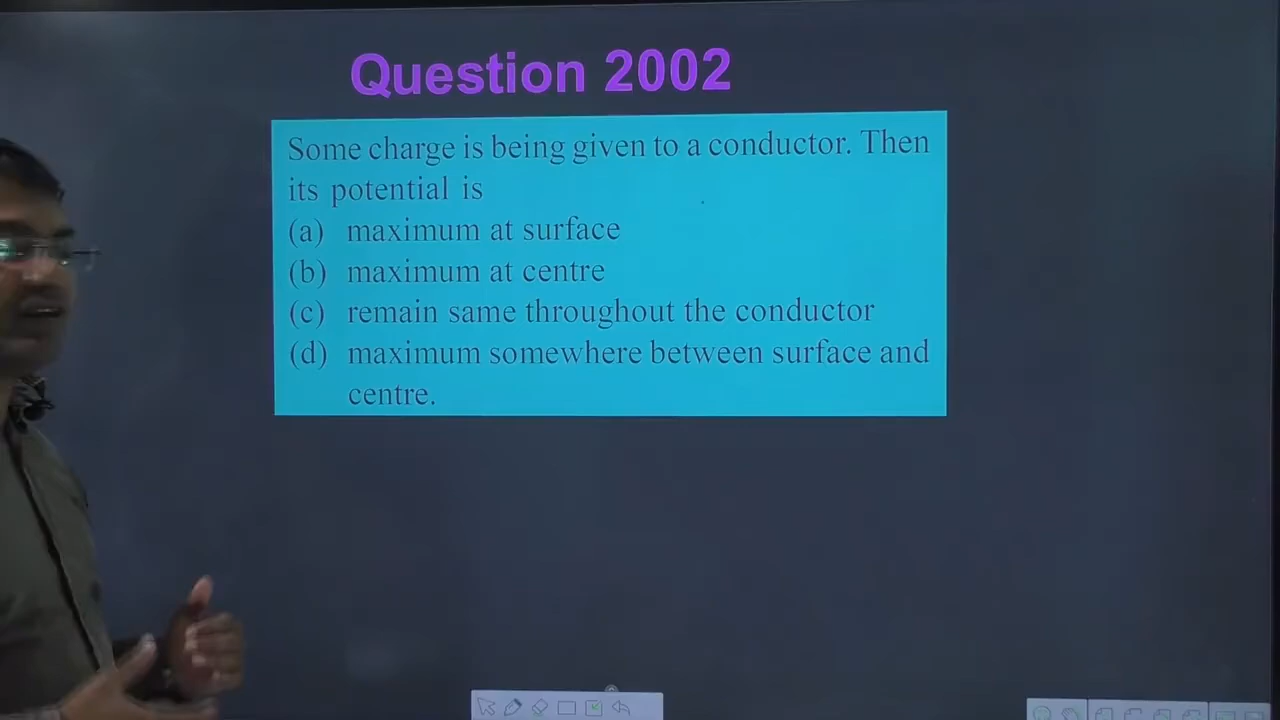 Question 2002
Some charge is being given to a conductor. Then
its potential is
(a) maximum at surface
(b) maximum at centre
(c) remain same throughout the conductor
(d) maximum somewhere between surface and
centre.